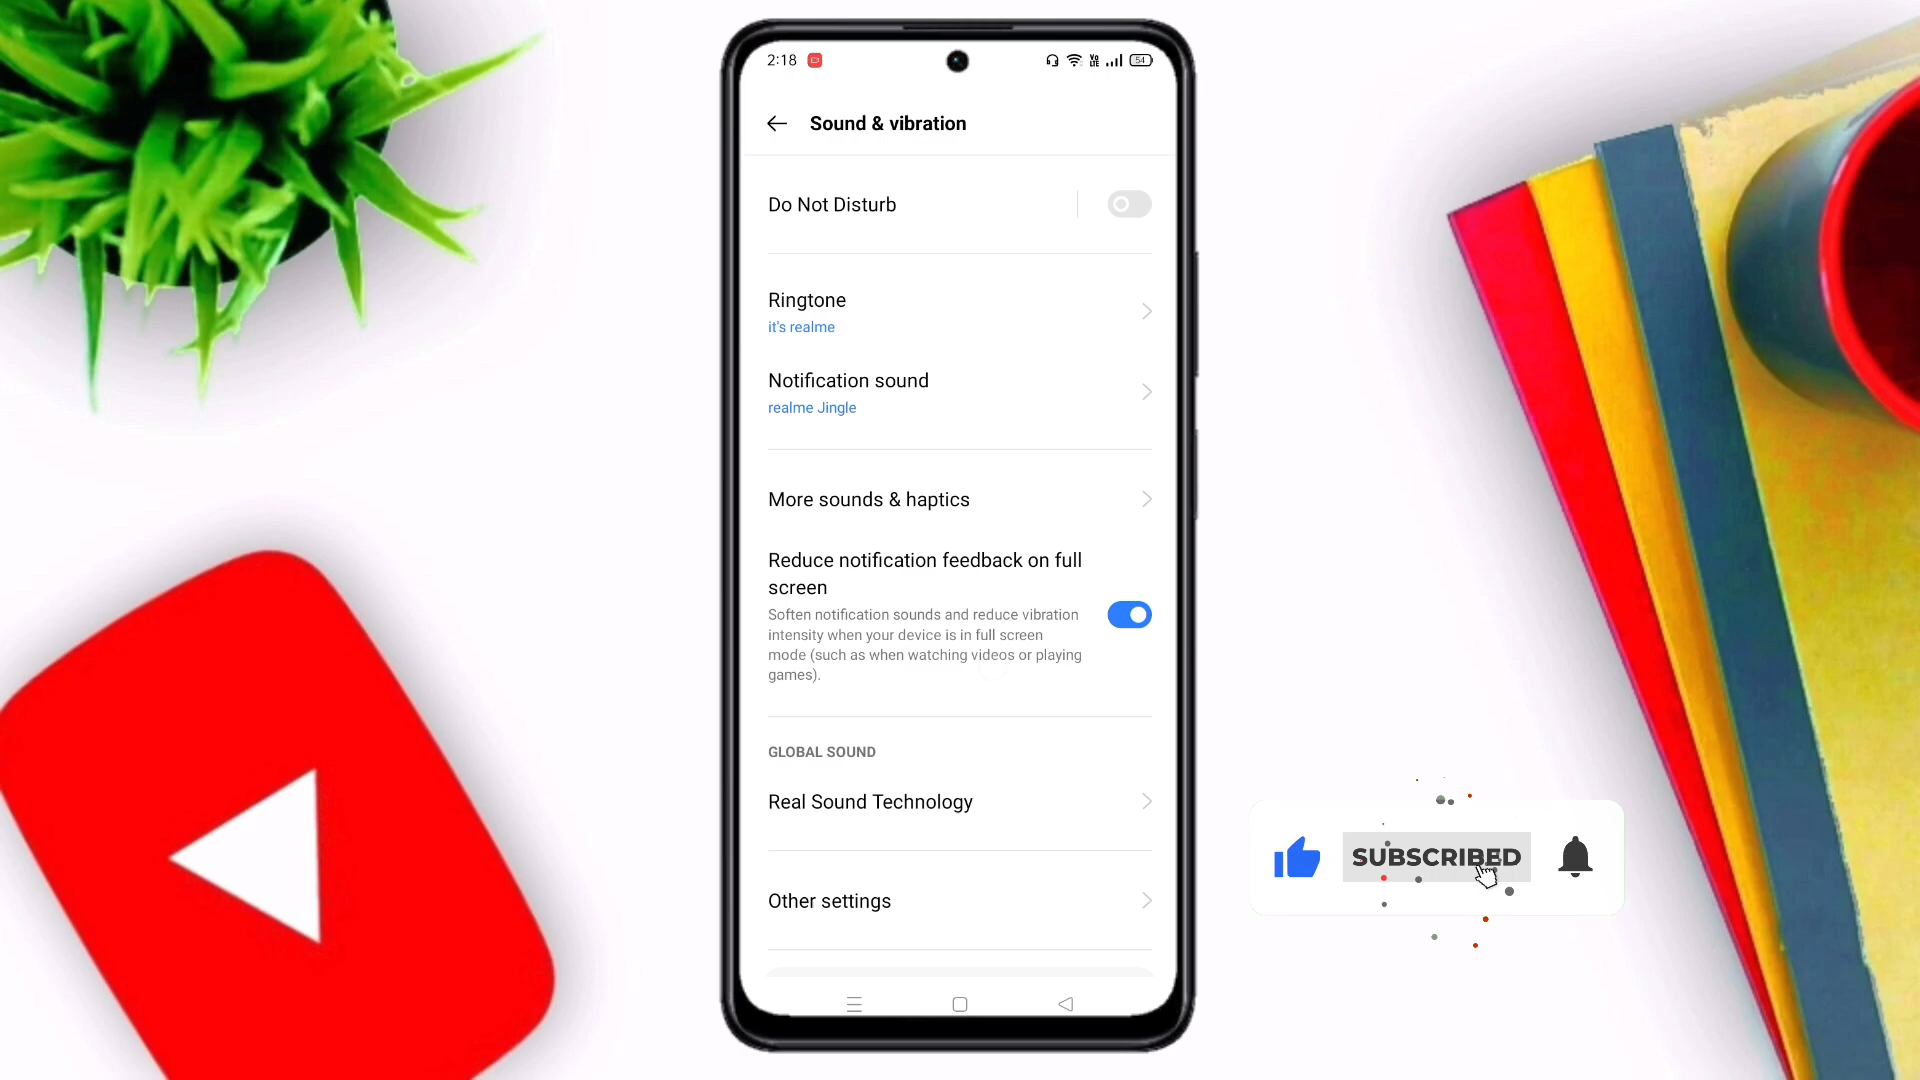 2:18
54
Sound & vibration
Do Not Disturb
Ringtone
it's realme
Notification sound
realme Jingle
More sounds & haptics
Reduce notification feedback on full
screen
Soften notification sounds and reduce vibration
intensity when your device is in full screen
mode (such as when watching videos or playing
games).
GLOBAL SOUND
Real Sound Technology
Other settings
SUBSCRIBED